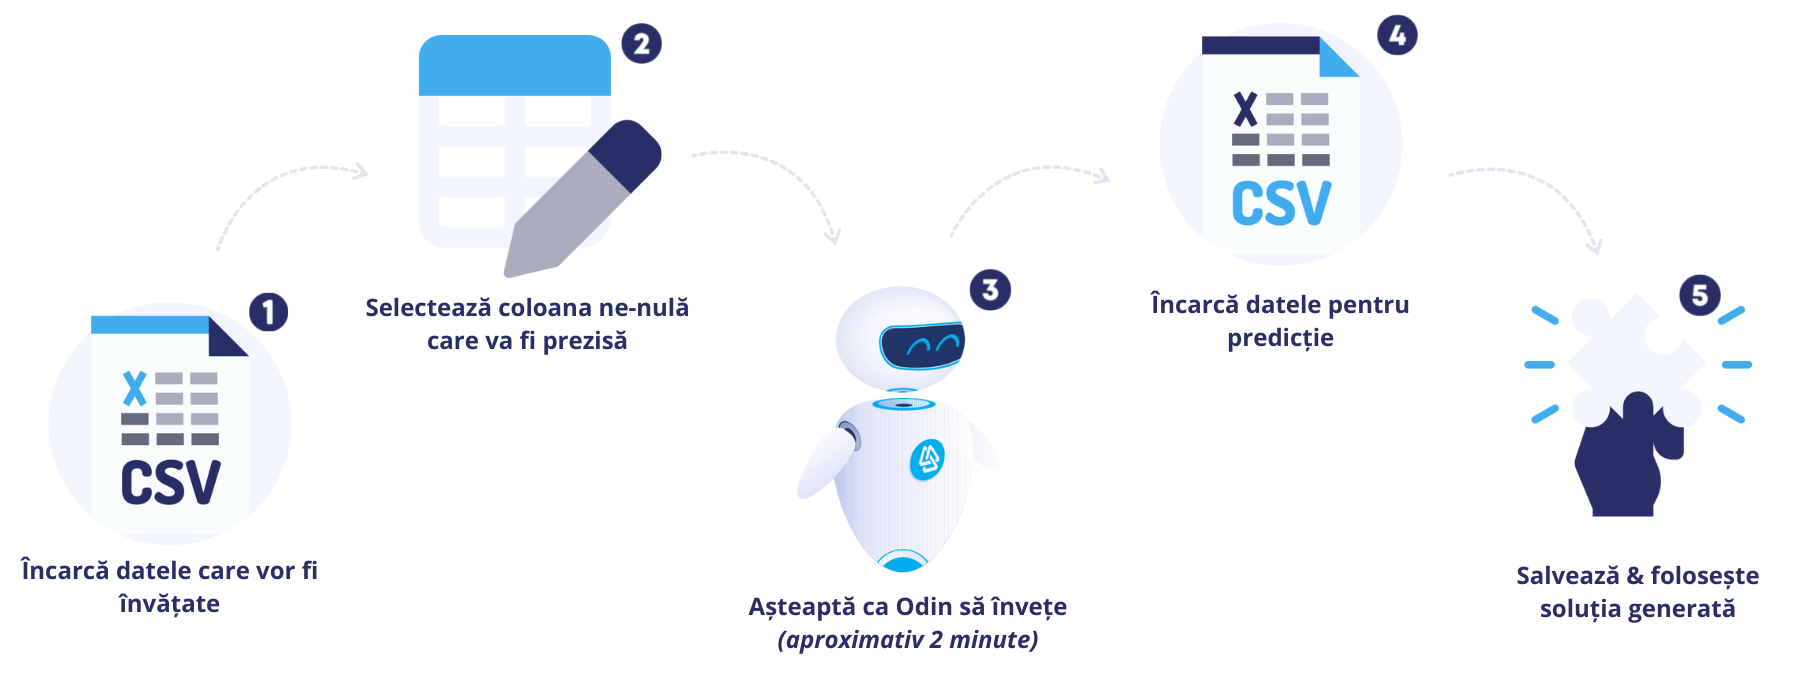 1
X
CSV
Încarcă datele care vor fi
învățate
2
Selectează coloana ne-nulă
care va fi prezisă
3
Așteaptă ca Odin să învețe
(aproximativ 2 minute)
4
X
CSV
Încarcă datele pentru
predicție
5
Salvează & folosește
soluția generată